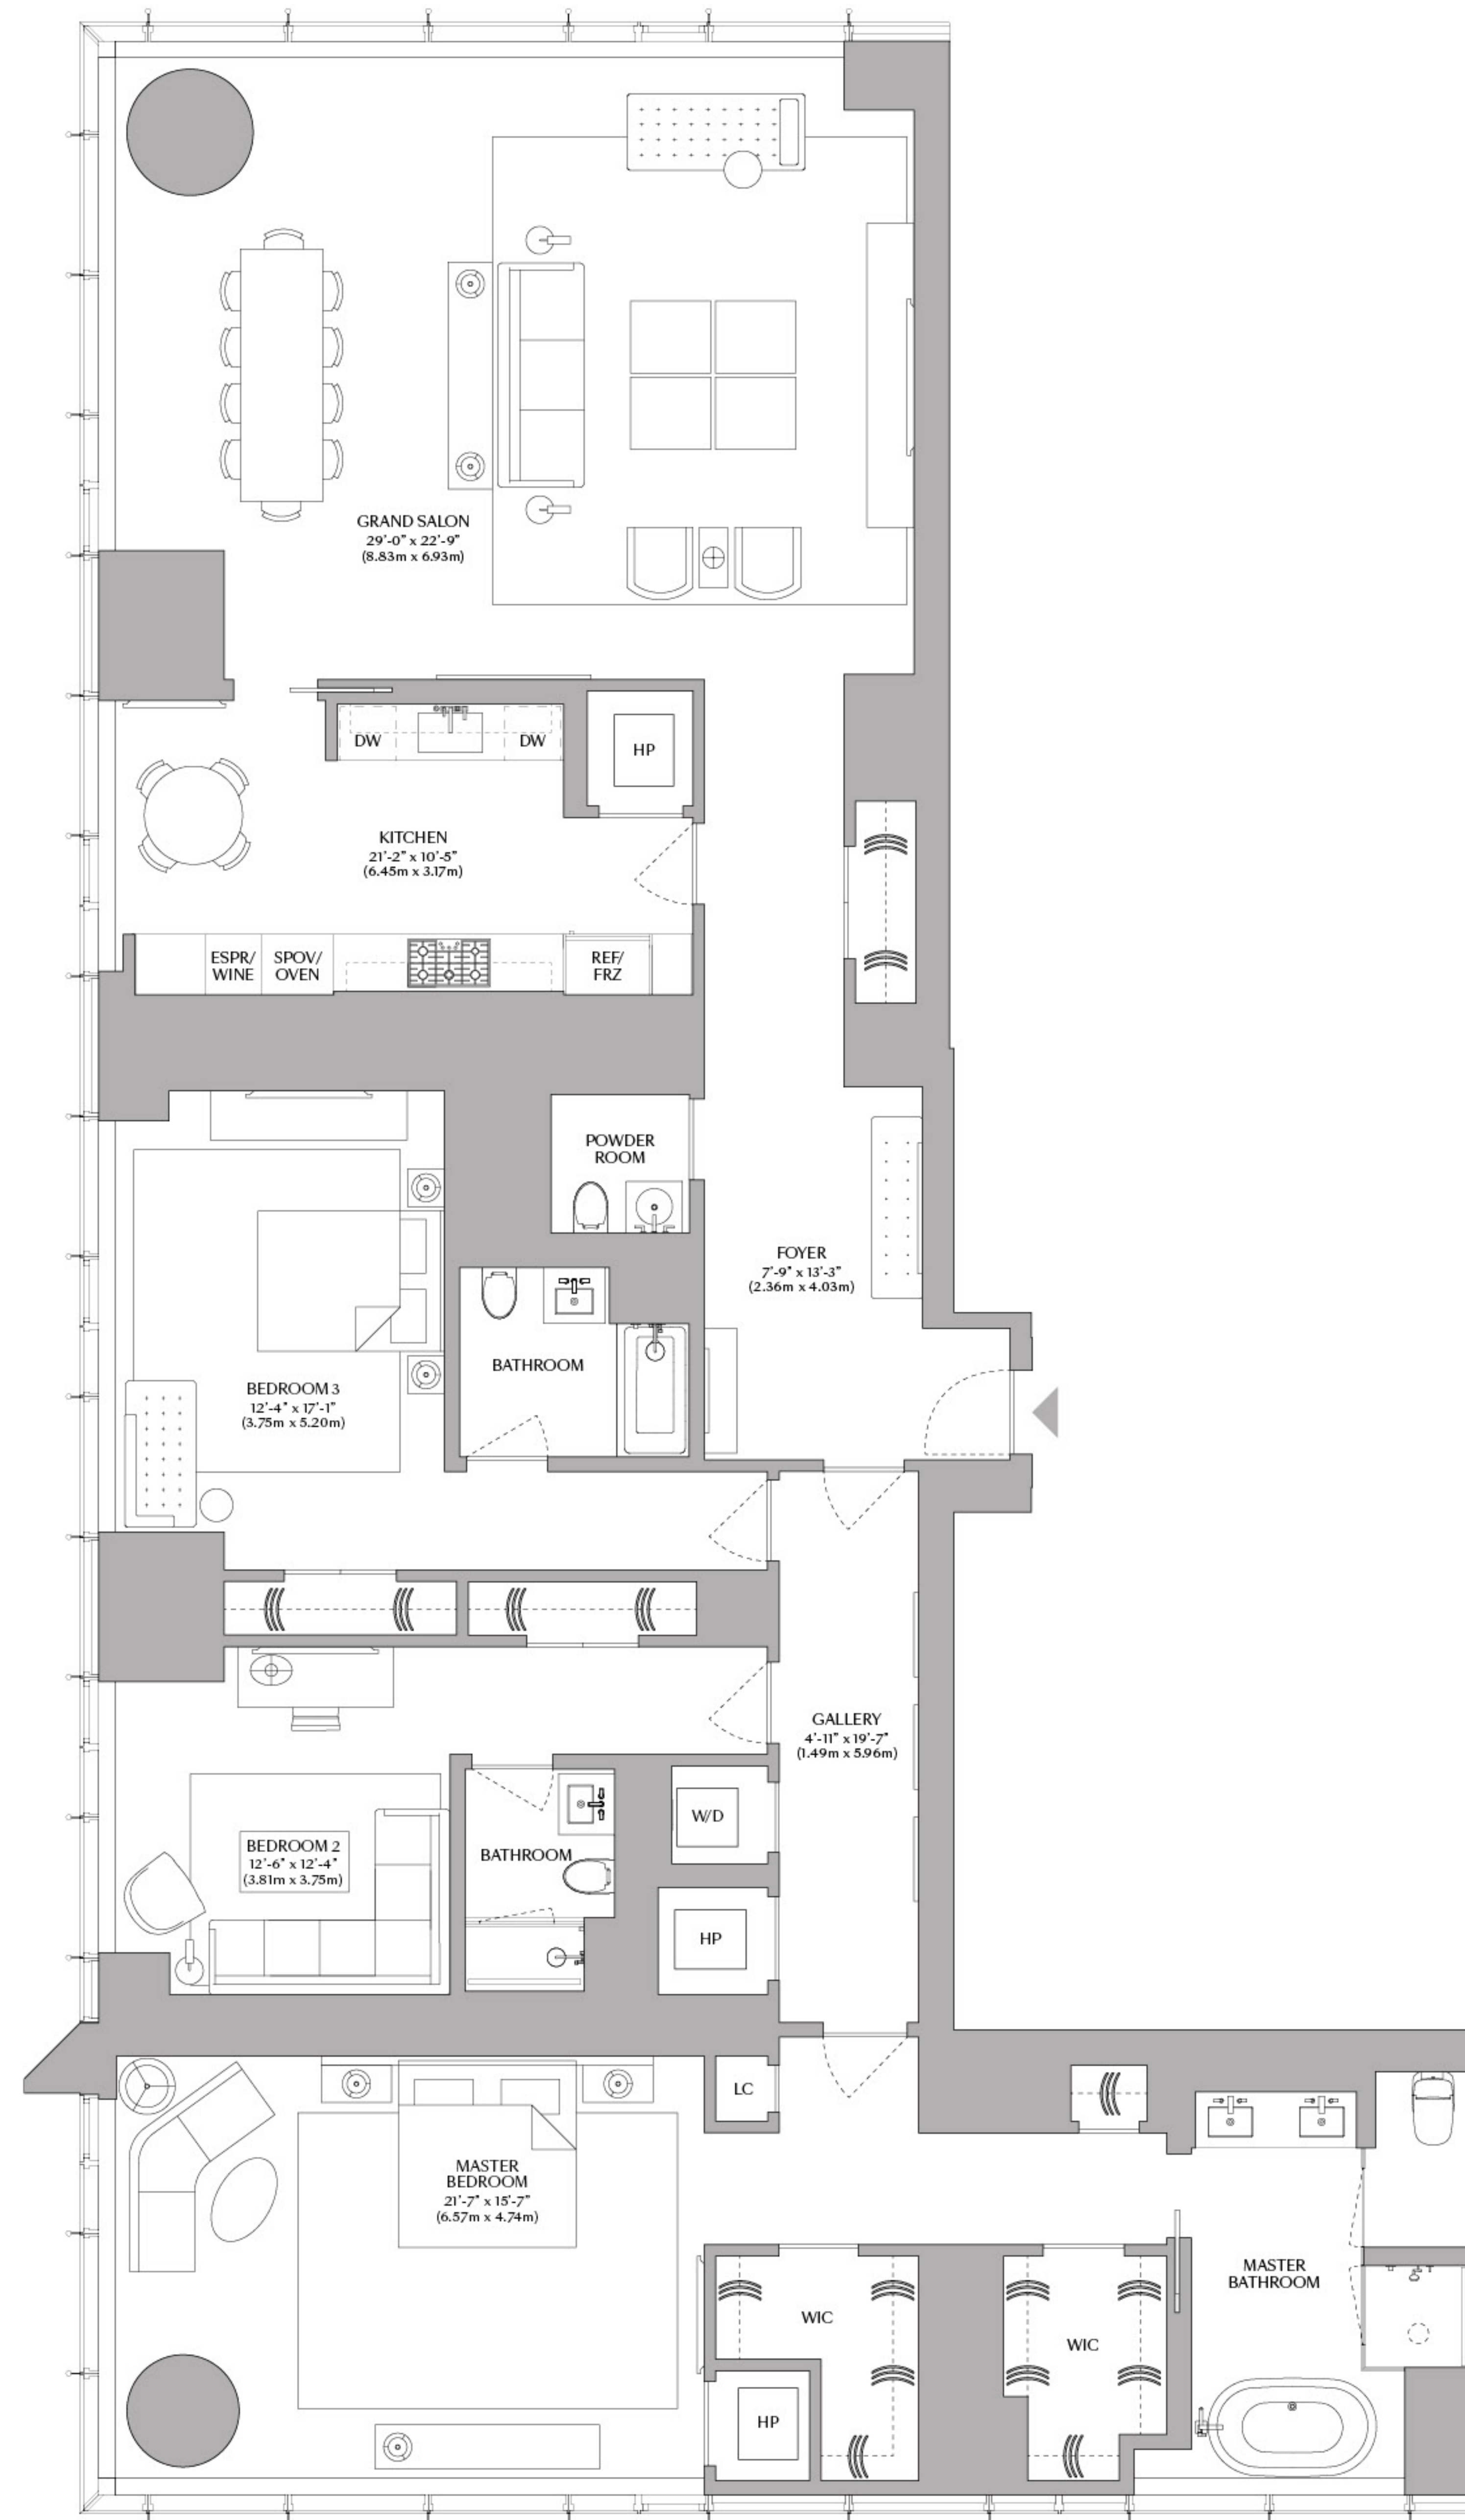 GRAND SALON
29'-0" x 22'-9"
(8.83m x 6.93m)
DW
DW
HP
KITCHEN
21'-2" x 10'-5"
(6.45m x 3.17m)
ESPR/
WINE
SPOV/
OVEN
REF/
FRZ
POWDER
ROOM
FOYER
7'-9" x 13'-3"
(2.36m x 4.03m)
BATHROOM
BEDROOM 3
12'-4" x 17'-1"
(3.75m x 5.20m)
GALLERY
4'-11" x 19'-7"
(1.49m x 5.96m)
W/D
BEDROOM 2
12'-6" x 12'-4"
(3.81m x 3.75m)
BATHROOM
HP
LC
MASTER
BEDROOM
21'-7" x 15'-7"
(6.57m x 4.74m)
MASTER
BATHROOM
WIC
WIC
HP